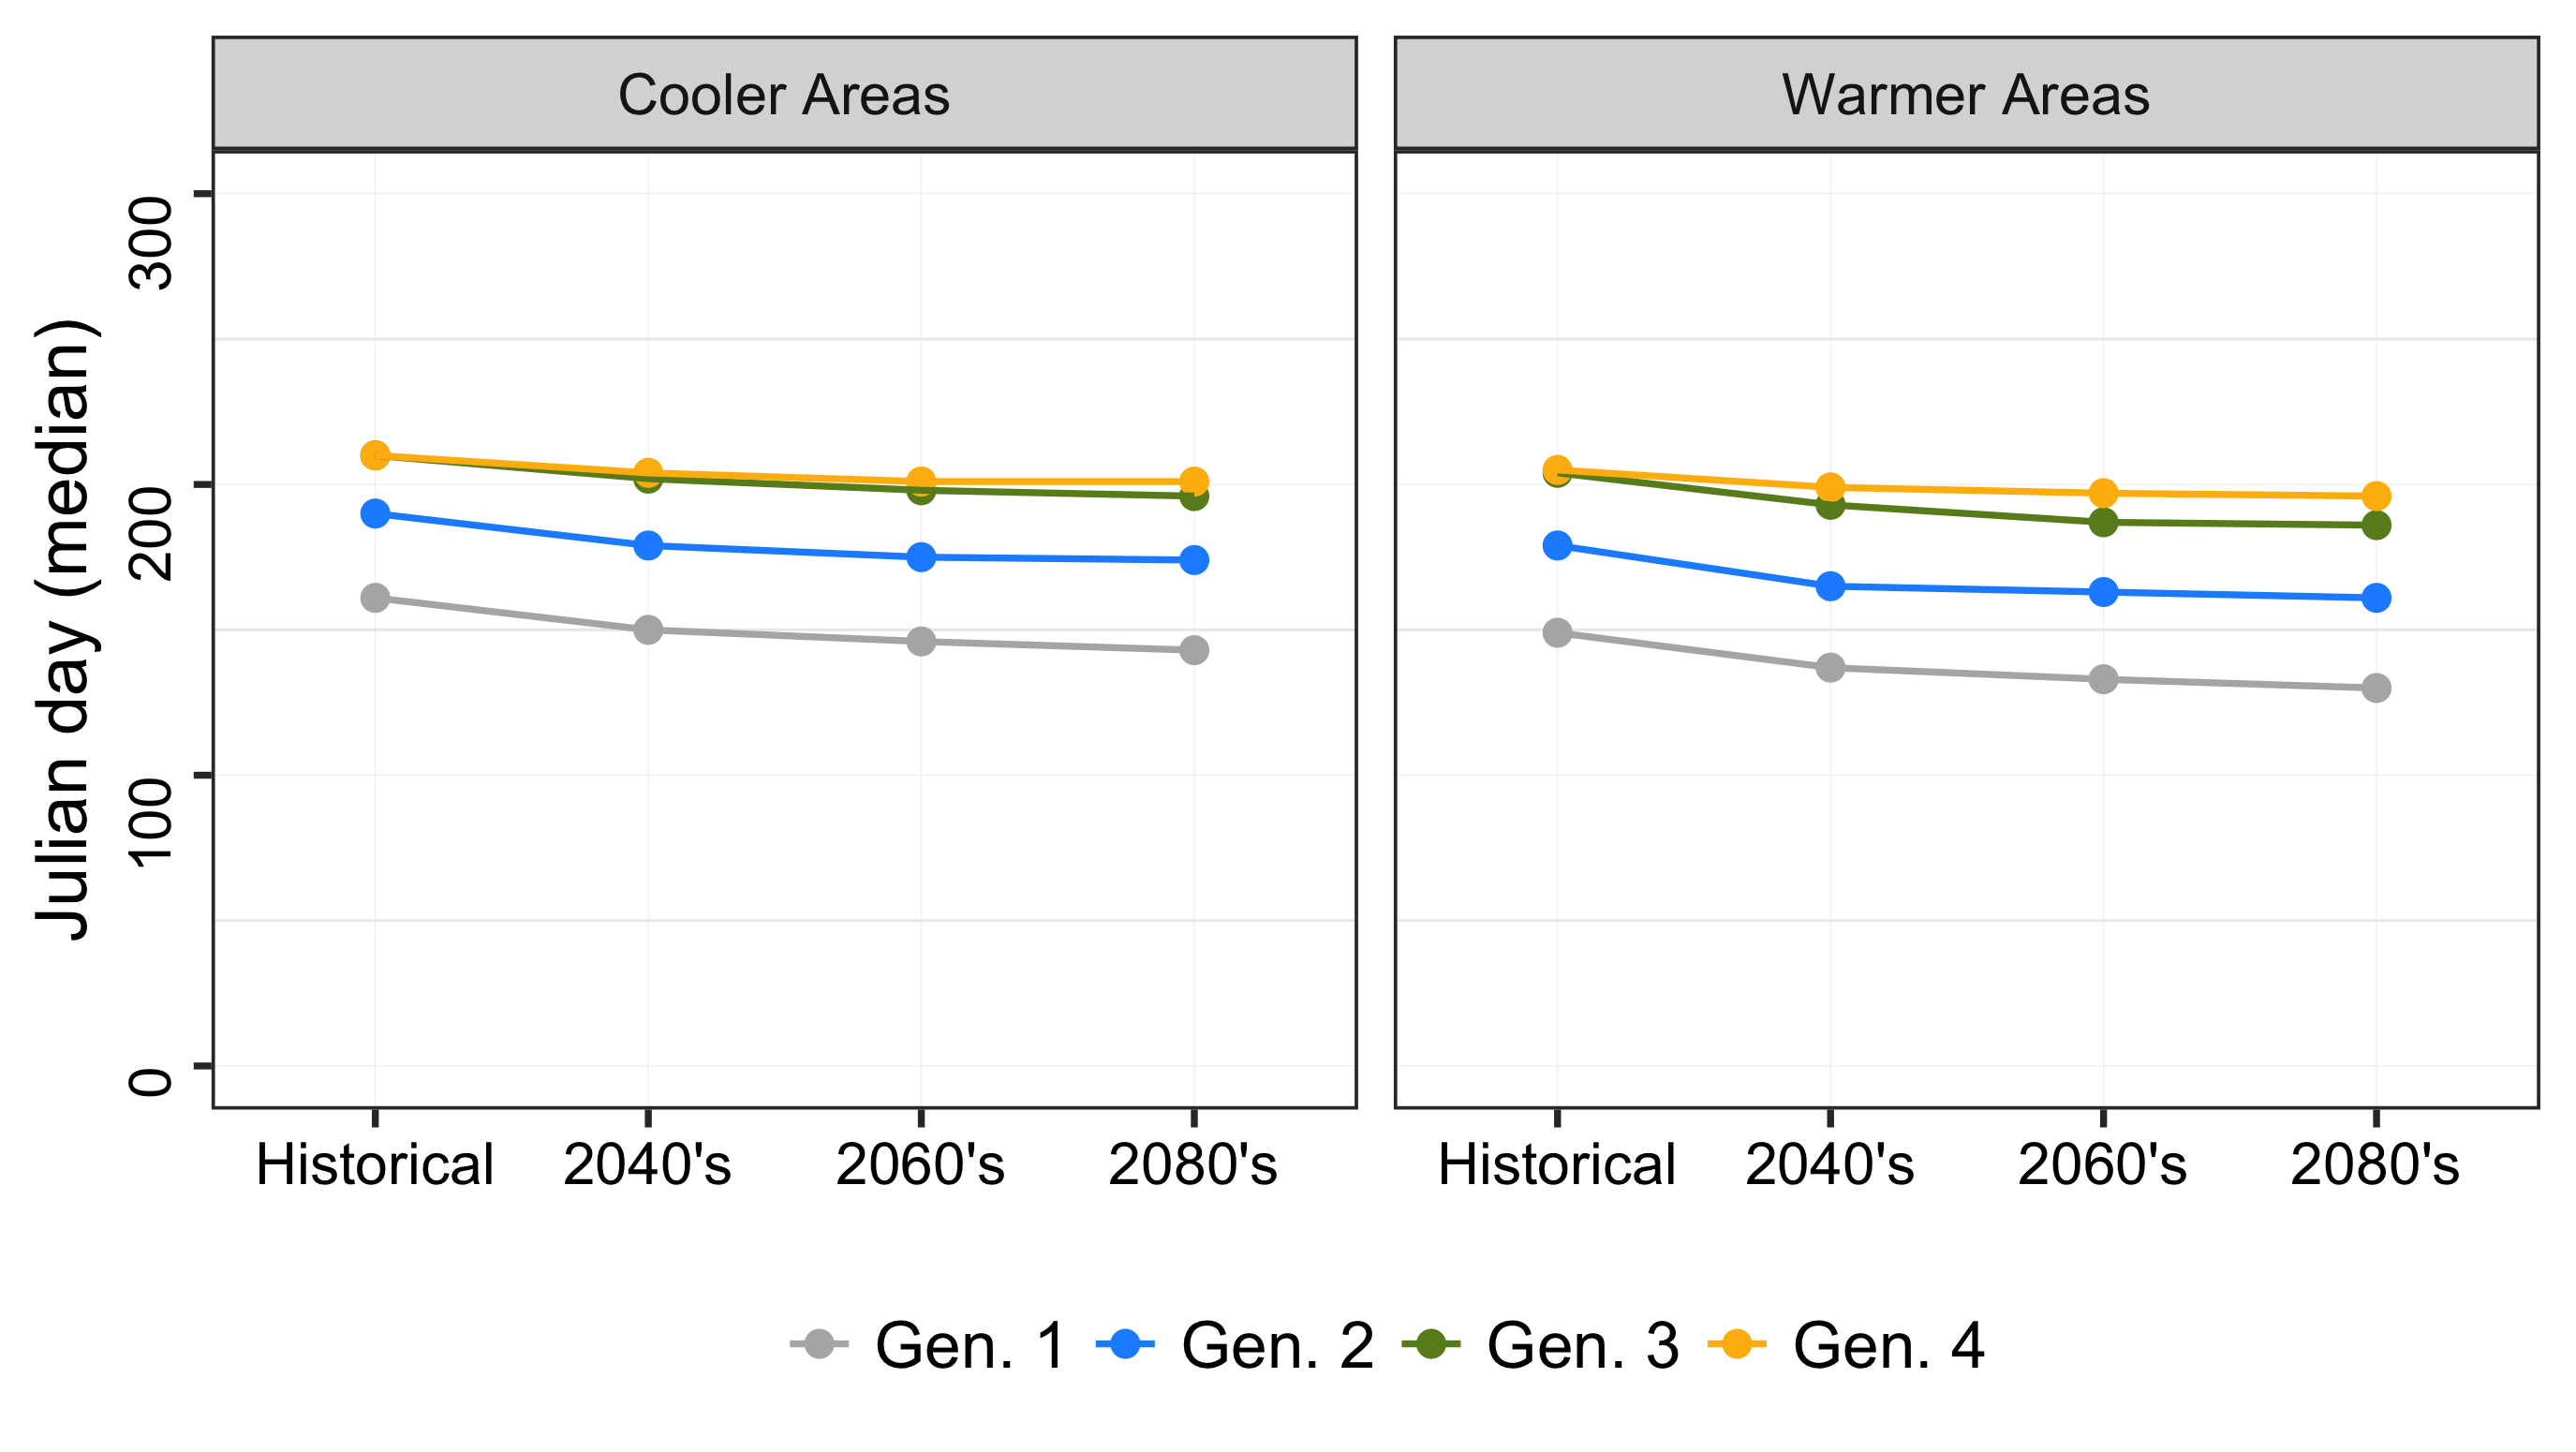 Cooler Areas
Warmer Areas
Julian day (median)
300
200
100
0
Historical 2040's 2060's 2080's
Historical 2040's 2060's 2080's
Gen. 1 Gen. 2 Gen. 3 Gen. 4